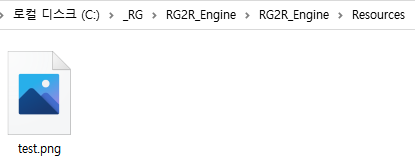 로컬 디스크 (C:) > _RG > RG2R_Engine > RG2R_Engine > Resources
test.png